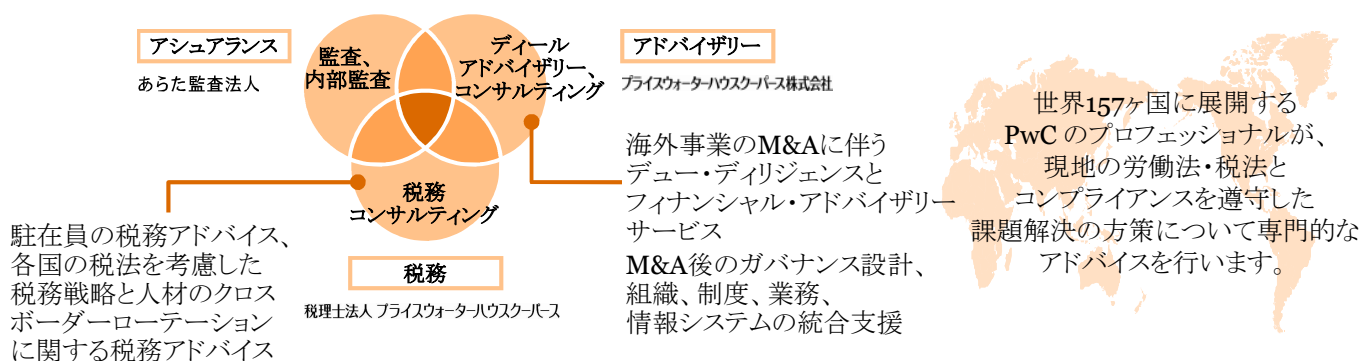 アシュアランス
あらた監査法人
監査、
内部監査
ディール
アドバイザリー、
コンサルティング
アドバイザリー
プライスウォーターハウスクーパース株式会社
税務
コンサルティング
税務
税理士法人 プライスウォーターハウスクーパース
駐在員の税務アドバイス、
各国の税法を考慮した
税務戦略と人材のクロス
ボーダーローテーション
に関する税務アドバイス
海外事業のM&Aに伴う
デュー・ディリジェンスと
フィナンシャル・アドバイザリー
サービス
M&A後のガバナンス設計、
組織、制度、業務、
情報システムの統合支援
世界157ヶ国に展開する
PwC のプロフェッショナルが、
現地の労働法・税法と
コンプライアンスを遵守した
課題解決の方策について専門的な
アドバイスを行います。